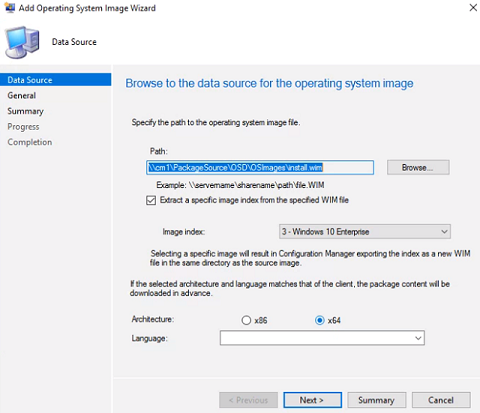 Add Operating System Image Wizard
Data Source
Data Source
General
Summary
Progress
Completion
Browse to the data source for the operating system image
Specify the path to the operating system image file.
Path:
\\cm1\PackageSource\OSD\OSImages\install.wim
Browse...
Example: \\servername\sharename\path\file.WIM
Extract a specific image index from the specified WIM file
Image index:
3 - Windows 10 Enterprise
Selecting a specific image will result in Configuration Manager exporting the index as a new WIM
file in the same directory as the source image.
If the selected architecture and language matches that of the client, the package content will be
downloaded in advance.
Architecture:
x86
x64
Language:
< Previous
Next >
Summary
Cancel